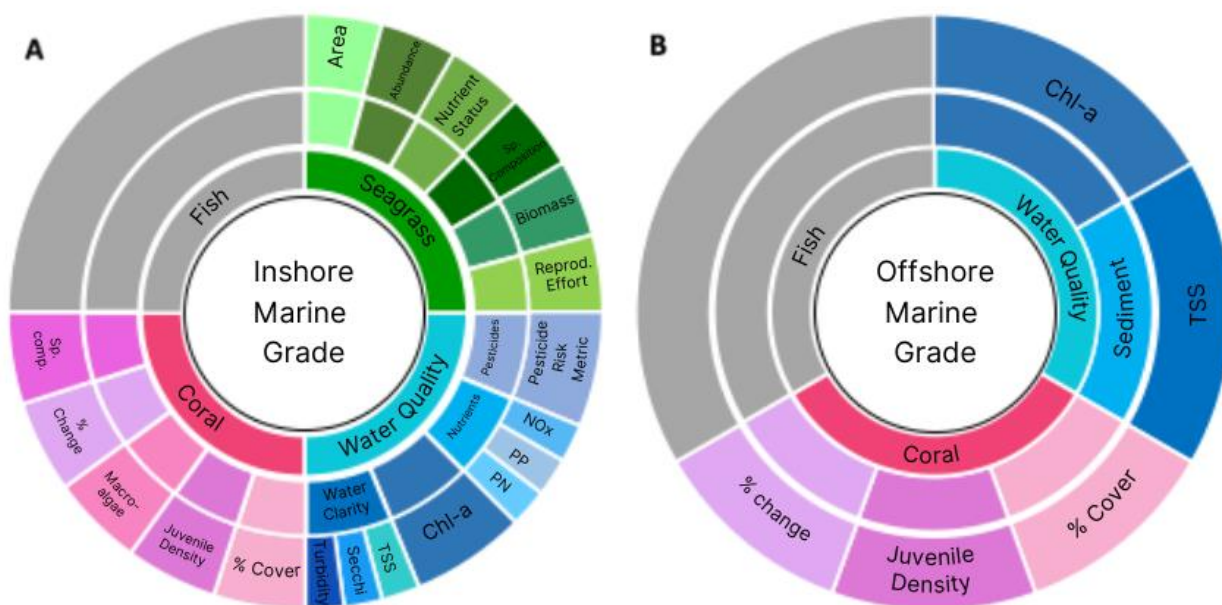 A
Inshore
Marine
Grade
Fish
Seagrass
Water Quality
Coral
Area
Abundance
Nutrient
Status
Sp.
Composition
Biomass
Reprod.
Effort
Pesticides
Pesticide
Risk
Metric
Nutrients
NOx
PP
PN
Chl-a
Water
Clarity
TSS
Secchi
Turbidity
% Cover
Juvenile
Density
Macro-
algae
%
Change
Sp.
comp.
B
Offshore
Marine
Grade
Fish
Water Quality
Coral
Chl-a
Sediment
TSS
% Cover
Juvenile
Density
% change